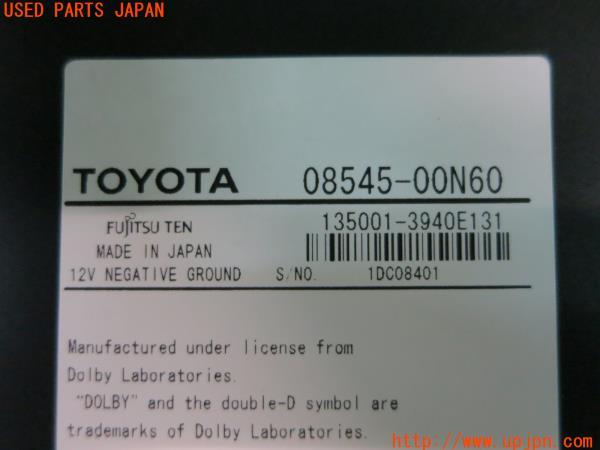 USED PARTS JAPAN
TOYOTA 08545-00N60
FUJITSU TEN 135001-3940E131
MADE IN JAPAN
12V NEGATIVE GROUND S/NO. 1DC08401
Manufactured under license from
Dolby Laboratories.
"DOLBY" and the double-D symbol are
trademarks of Dolby Laboratories.
http://www.upjpn.com